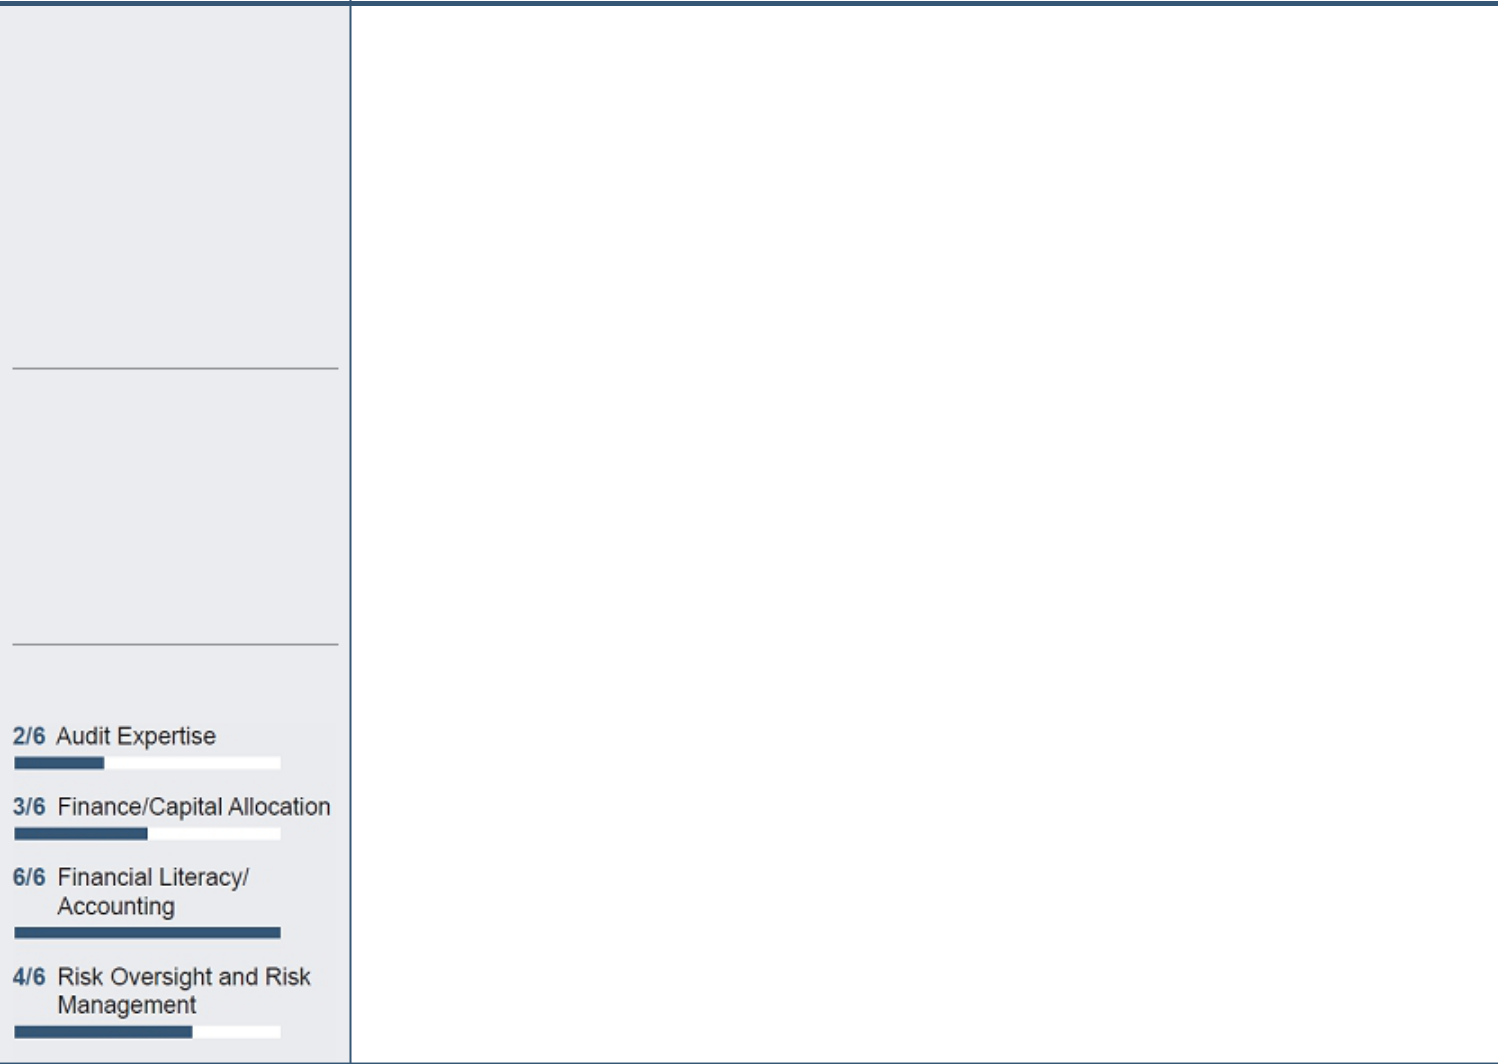 2/6 Audit Expertise
3/6 Finance/Capital Allocation
6/6 Financial Literacy/
Accounting
4/6 Risk Oversight and Risk
Management